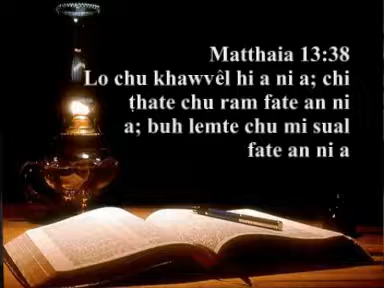 Matthaia 13:38
Lo chu khawvêl hi a ni a; chi
ṭhate chu ram fate an ni
a; buh lemte chu mi sual
fate an ni a